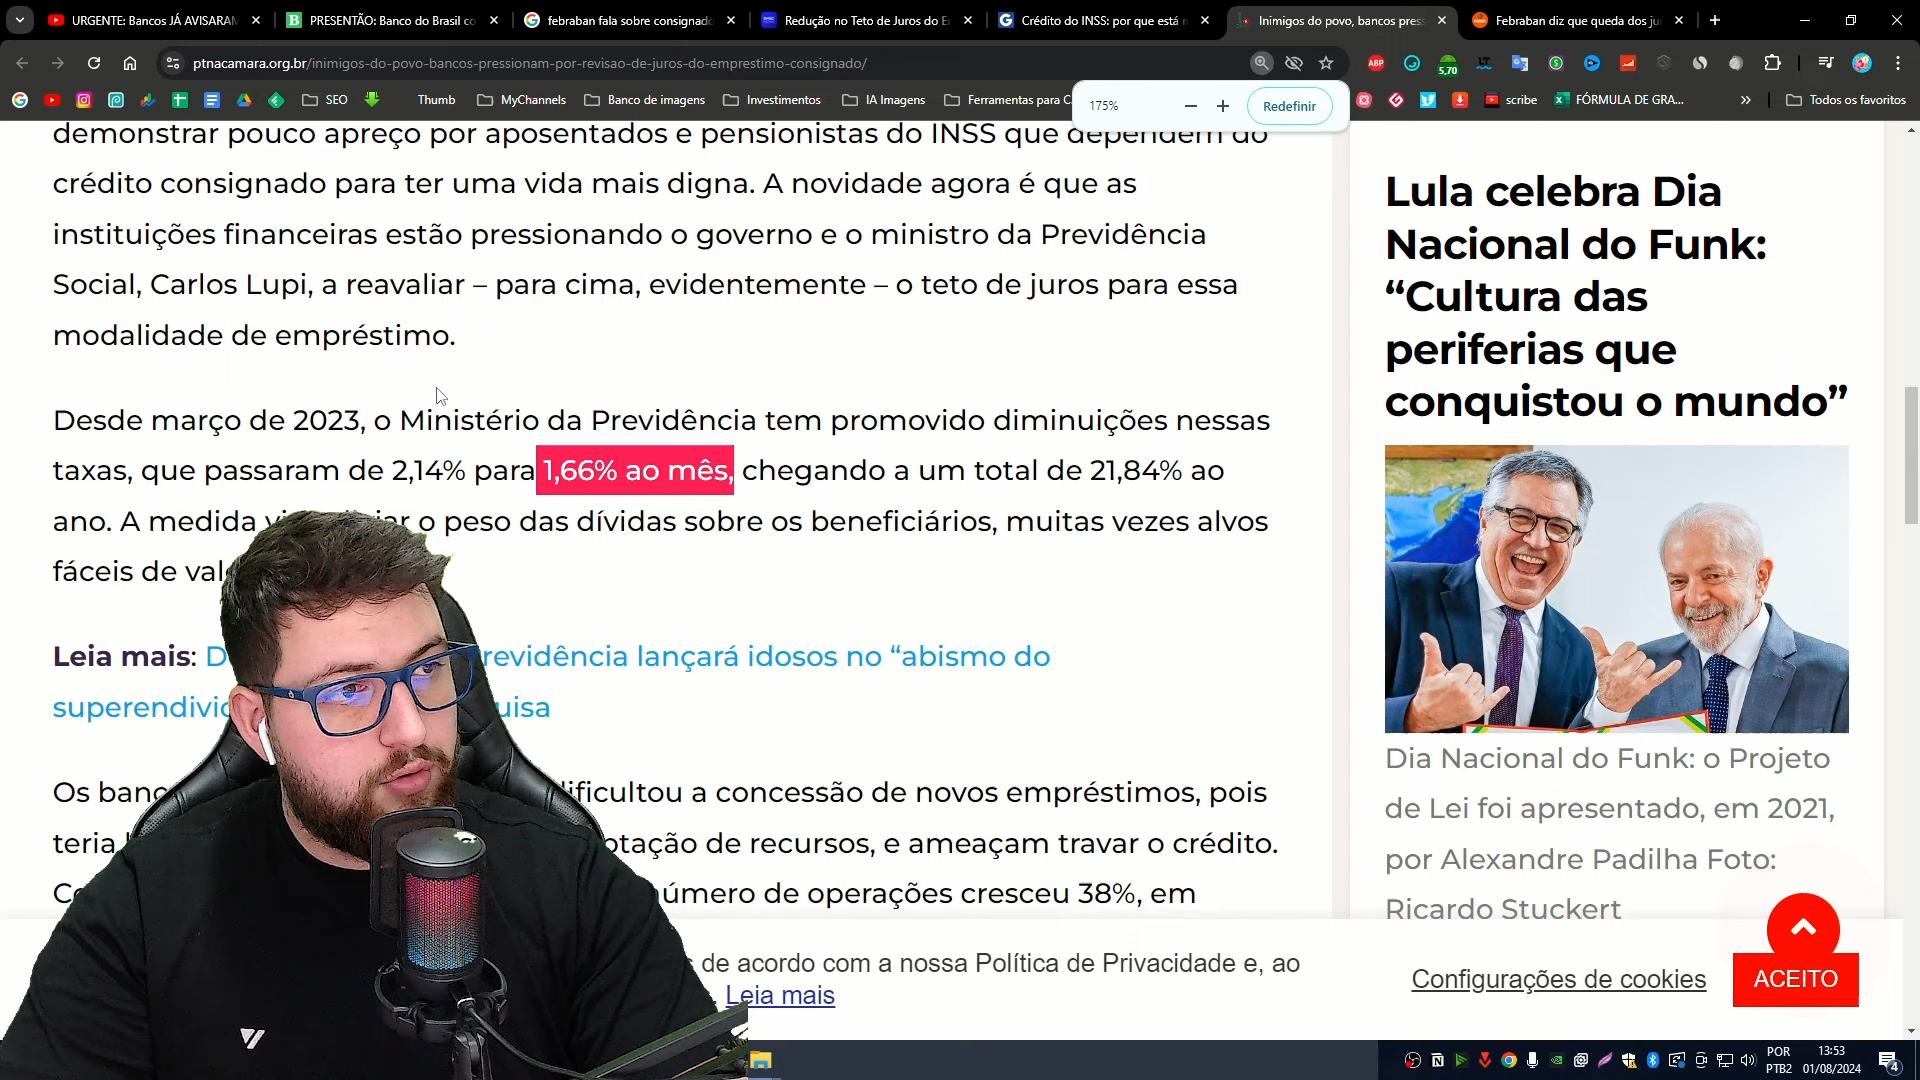 URGENTE: Bancos JÁ AVISARAM
PRESENTÃO: Banco do Brasil co
febraban fala sobre consignado
Redução no Teto de Juros do E
Crédito do INSS: por que está
Inimigos do povo, bancos pres
Febraban diz que queda dos ju
ptnacamara.org.br/inimigos-do-povo-bancos-pressionam-por-revisao-de-juros-do-emprestimo-consignado/
5,70
SEO
Thumb
MyChannels
Banco de imagens
Investimentos
IA Imagens
Ferramentas para C
scribe
FÓRMULA DE GRA...
Todos os favoritos
175%
Redefinir
demonstrar pouco apreço por aposentados e pensionistas do INSS que dependem do
crédito consignado para ter uma vida mais digna. A novidade agora é que as
instituições financeiras estão pressionando o governo e o ministro da Previdência
Social, Carlos Lupi, a reavaliar – para cima, evidentemente – o teto de juros para essa
modalidade de empréstimo.
Desde março de 2023, o Ministério da Previdência tem promovido diminuições nessas
taxas, que passaram de 2,14% para 1,66% ao mês, chegando a um total de 21,84% ao
ano. A medida o peso das dívidas sobre os beneficiários, muitas vezes alvos
fáceis de
Leia mais: revidência lançará idosos no “abismo do
superendivid uisa
Os banc ificultou a concessão de novos empréstimos, pois
teria ptação de recursos, e ameaçam travar o crédito.
número de operações cresceu 38%, em
Lula celebra Dia
Nacional do Funk:
“Cultura das
periferias que
conquistou o mundo”
Dia Nacional do Funk: o Projeto
de Lei foi apresentado, em 2021,
por Alexandre Padilha Foto:
Ricardo Stuckert
de acordo com a nossa Política de Privacidade e, ao
Leia mais
Configurações de cookies
ACEITO
POR
PTB2
13:53
01/08/2024
4